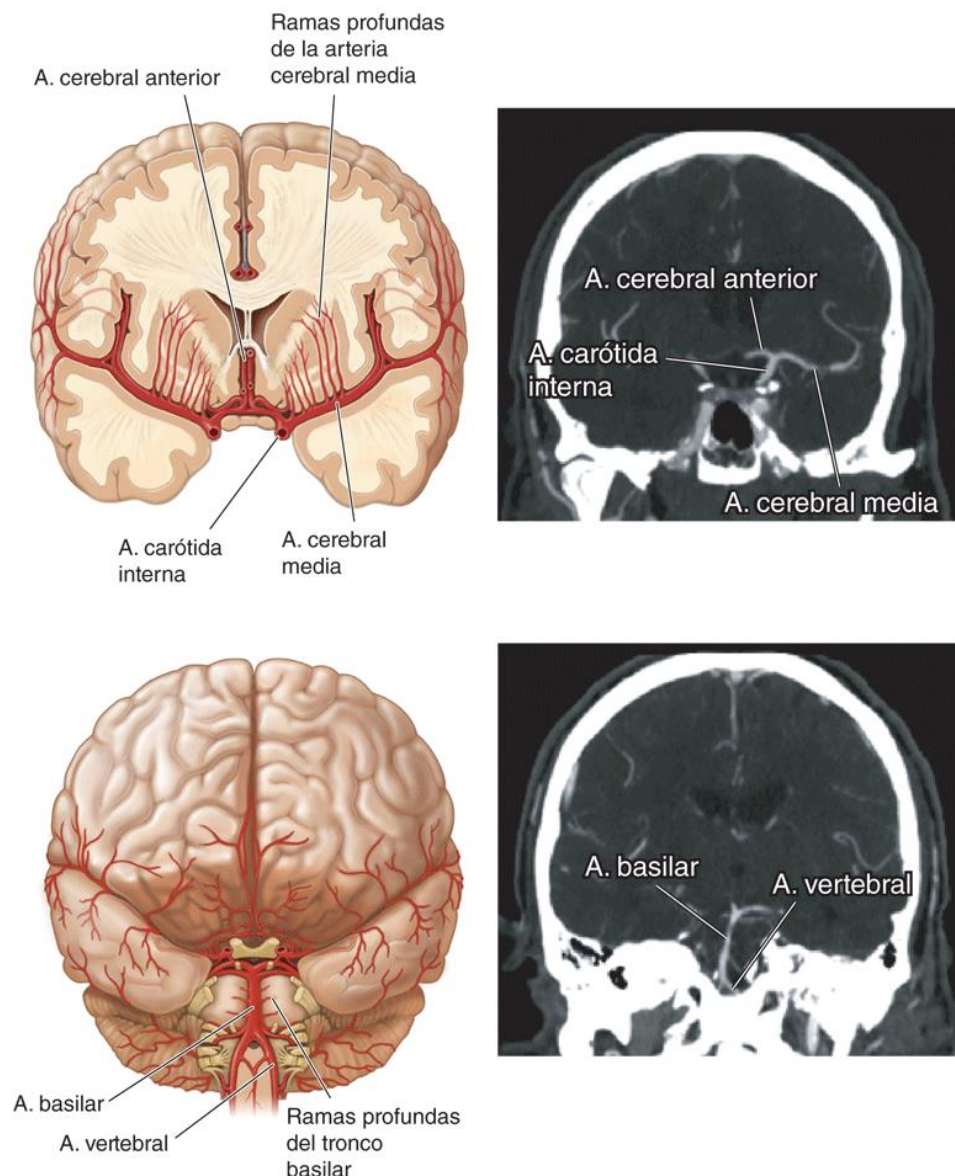 Ramas profundas
de la arteria
cerebral media
A. cerebral anterior
A. carótida
interna
A. cerebral
media
A. cerebral anterior
A. carótida
interna
A. cerebral media
A. basilar
A. vertebral
Ramas profundas
del tronco
basilar
A. basilar
A. vertebral